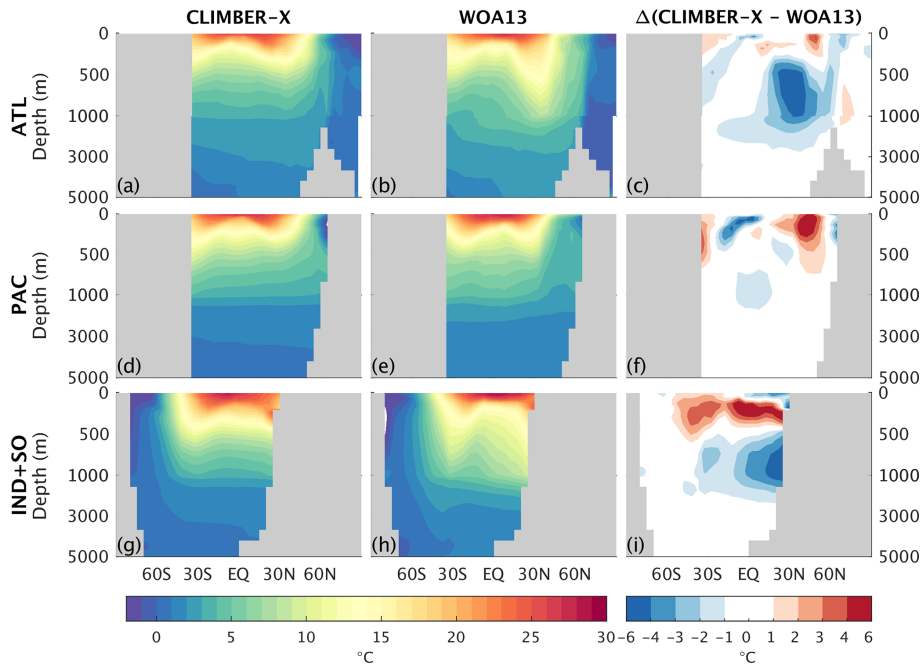 CLIMBER-X WOA13 Δ(CLIMBER-X - WOA13)
ATL
Depth (m)
0 0
500 500
1000 1000
3000 3000
5000 5000
(a) (b) (c)
PAC
Depth (m)
0 0
500 500
1000 1000
3000 3000
5000 5000
(d) (e) (f)
IND+SO
Depth (m)
0 0
500 500
1000 1000
3000 3000
5000 5000
(g) (h) (i)
60S 30S EQ 30N 60N 60S 30S EQ 30N 60N 60S 30S EQ 30N 60N
0 5 10 15 20 25 30 -6 -4 -3 -2 -1 0 1 2 3 4 6
°C °C